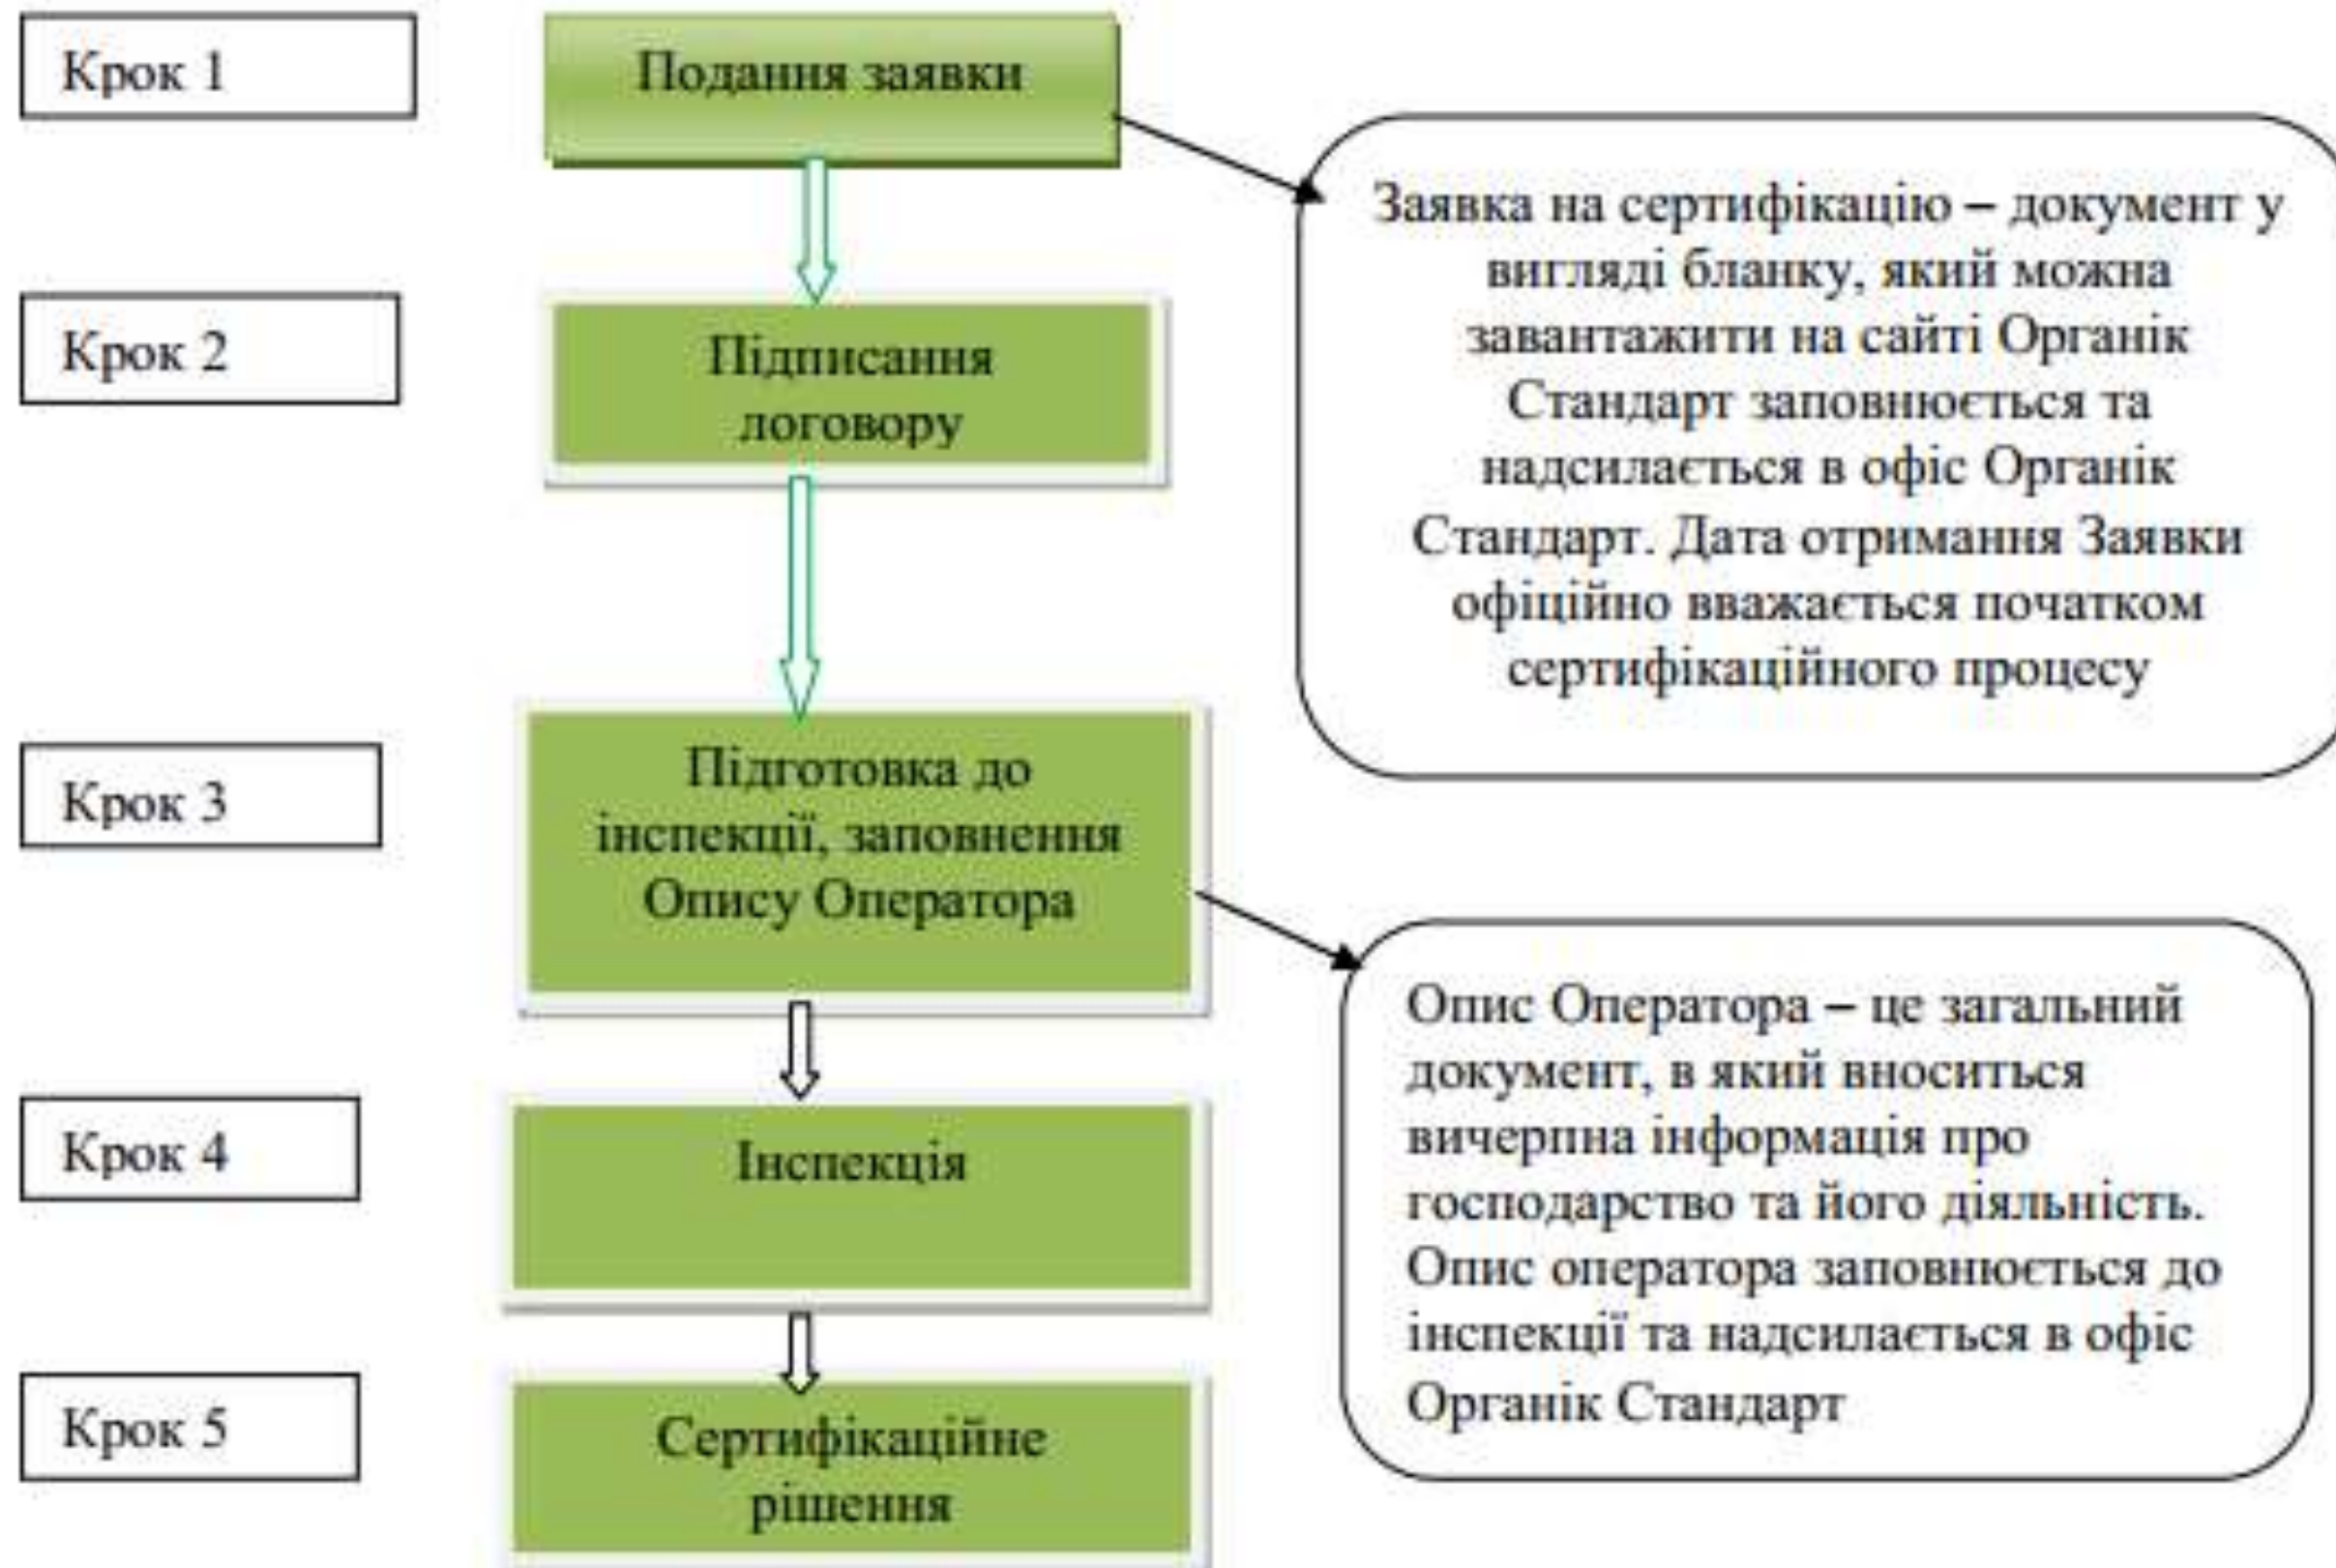 Крок 1
Подання заявки
Заявка на сертифікацію – документ у
вигляді бланку, який можна
завантажити на сайті Органік
Стандарт заповнюється та
надсилається в офіс Органік
Стандарт. Дата отримання Заявки
офіційно вважається початком
сертифікаційного процесу
Крок 2
Підписання
логовору
Крок 3
Підготовка до
інспекції, заповнення
Опису Оператора
Опис Оператора – це загальний
документ, в який вноситься
вичерпна інформація про
господарство та його діяльність.
Опис оператора заповнюється до
інспекції та надсилається в офіс
Органік Стандарт
Крок 4
Інспекція
Крок 5
Сертифікаційне
рішення